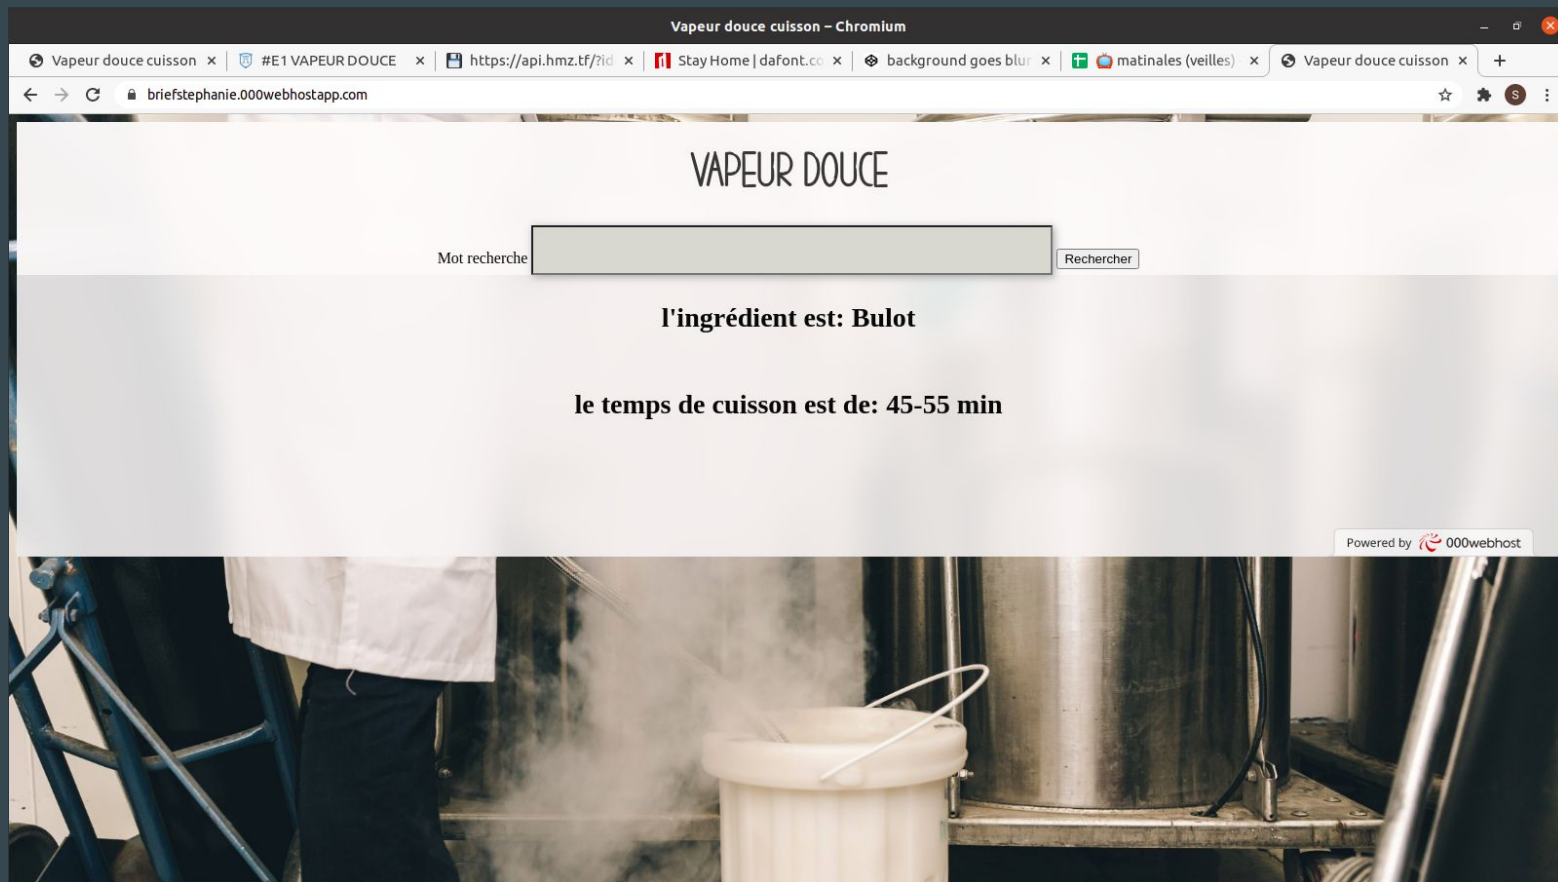 Vapeur douce cuisson – Chromium
Vapeur douce cuisson
#E1 VAPEUR DOUCE
https://api.hmz.tf/?id
Stay Home | dafont.co
background goes blur
matinales (veilles)
Vapeur douce cuisson
briefstephanie.000webhostapp.com
S
VAPEUR DOUCE
Mot recherche
Rechercher
l'ingrédient est: Bulot
le temps de cuisson est de: 45-55 min
Powered by 000webhost